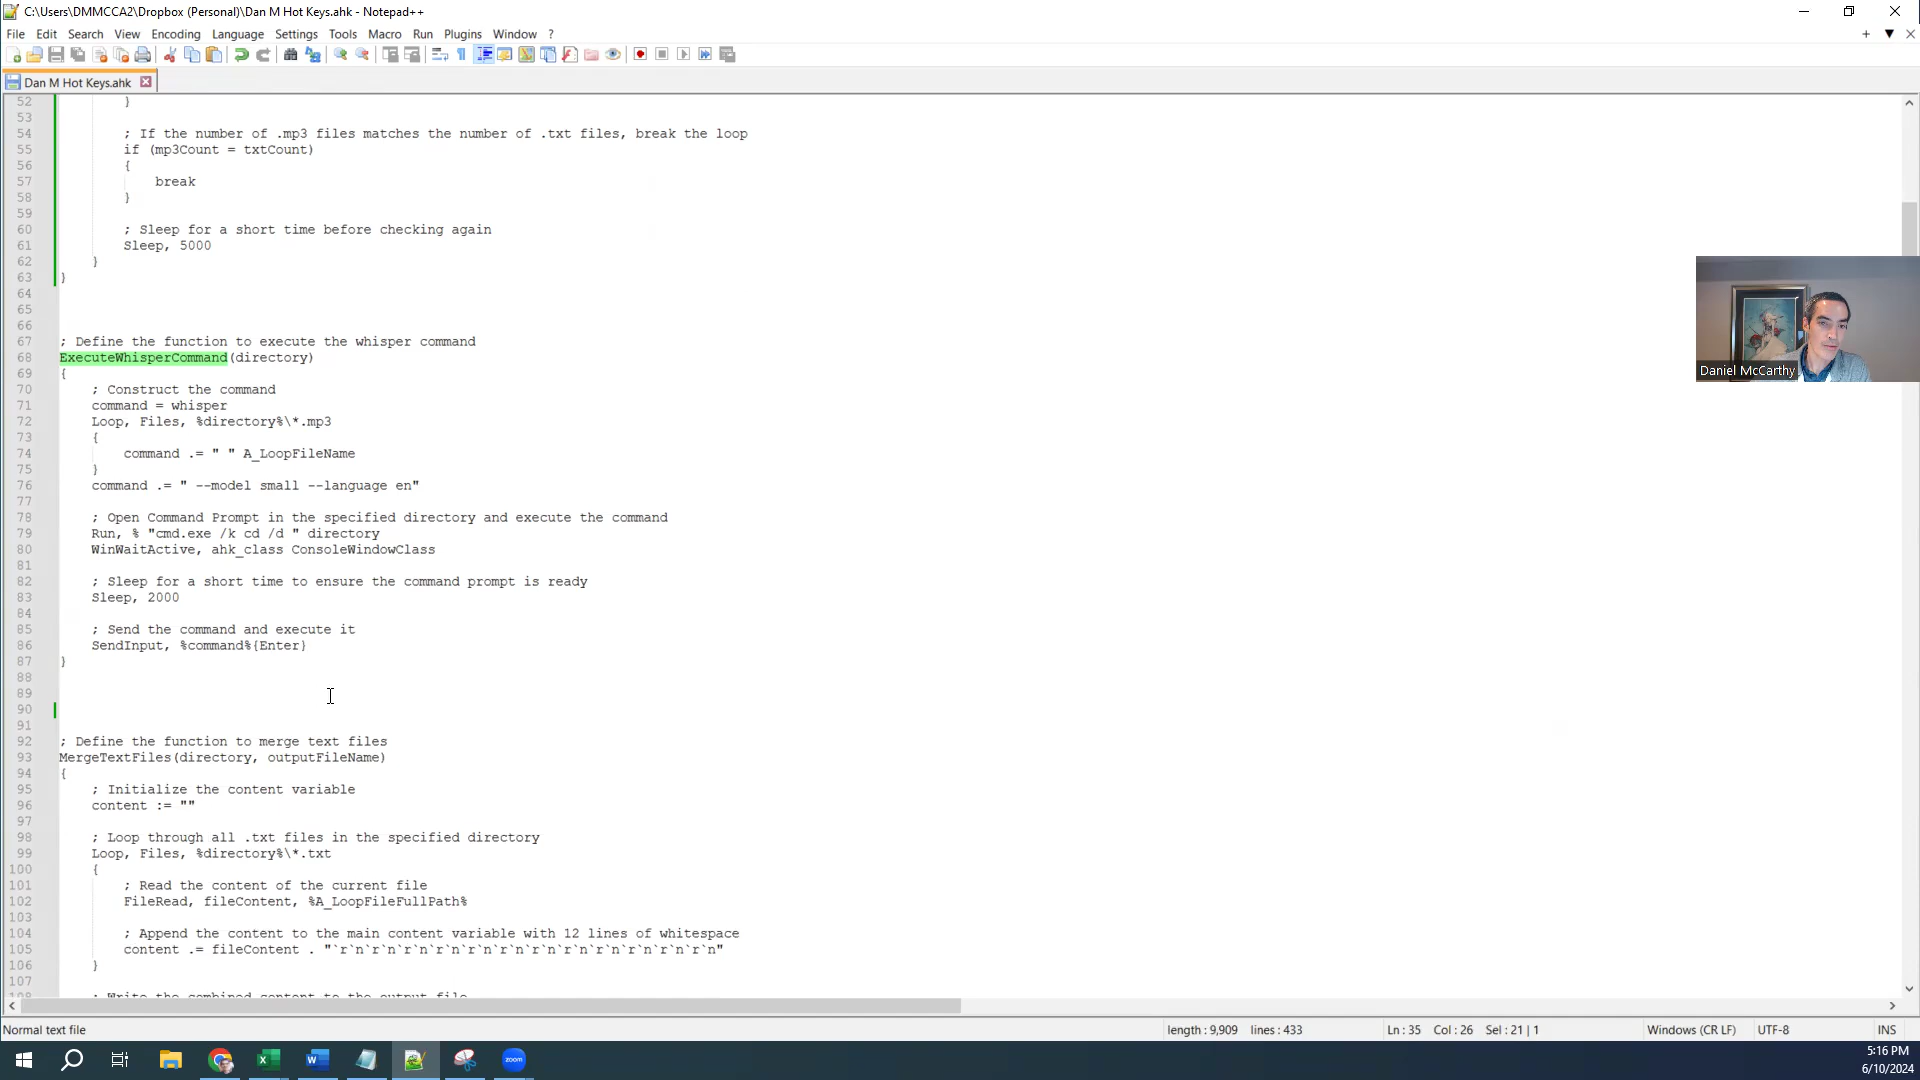 C:\Users\DMMCCA2\Dropbox (Personal)\Dan M Hot Keys.ahk - Notepad++
File Edit Search View Encoding Language Settings Tools Macro Run Plugins Window ?
Dan M Hot Keys.ahk
52 }
53
54 ; If the number of .mp3 files matches the number of .txt files, break the loop
55 if (mp3Count = txtCount)
56 {
57 break
58 }
59
60 ; Sleep for a short time before checking again
61 Sleep, 5000
62 }
63 }
64
65
66
67 ; Define the function to execute the whisper command
68 ExecuteWhisperCommand(directory)
69 {
70 ; Construct the command
71 command = whisper
72 Loop, Files, %directory%\*.mp3
73 {
74 command .= " " A_LoopFileName
75 }
76 command .= " --model small --language en"
77
78 ; Open Command Prompt in the specified directory and execute the command
79 Run, % "cmd.exe /k cd /d " directory
80 WinWaitActive, ahk_class ConsoleWindowClass
81
82 ; Sleep for a short time to ensure the command prompt is ready
83 Sleep, 2000
84
85 ; Send the command and execute it
86 SendInput, %command%{Enter}
87 }
88
89
90
91
92 ; Define the function to merge text files
93 MergeTextFiles(directory, outputFileName)
94 {
95 ; Initialize the content variable
96 content := ""
97
98 ; Loop through all .txt files in the specified directory
99 Loop, Files, %directory%\*.txt
100 {
101 ; Read the content of the current file
102 FileRead, fileContent, %A_LoopFileFullPath%
103
104 ; Append the content to the main content variable with 12 lines of whitespace
105 content .= fileContent . "`r`n`r`n`r`n`r`n`r`n`r`n`r`n`r`n`r`n`r`n`r`n`r`n"
106 }
107
108 ; Write the combined content to the output file
Daniel McCarthy
Normal text file length : 9,909 lines : 433 Ln : 35 Col : 26 Sel : 21 | 1 Windows (CR LF) UTF-8 INS
zoom
5:16 PM
6/10/2024